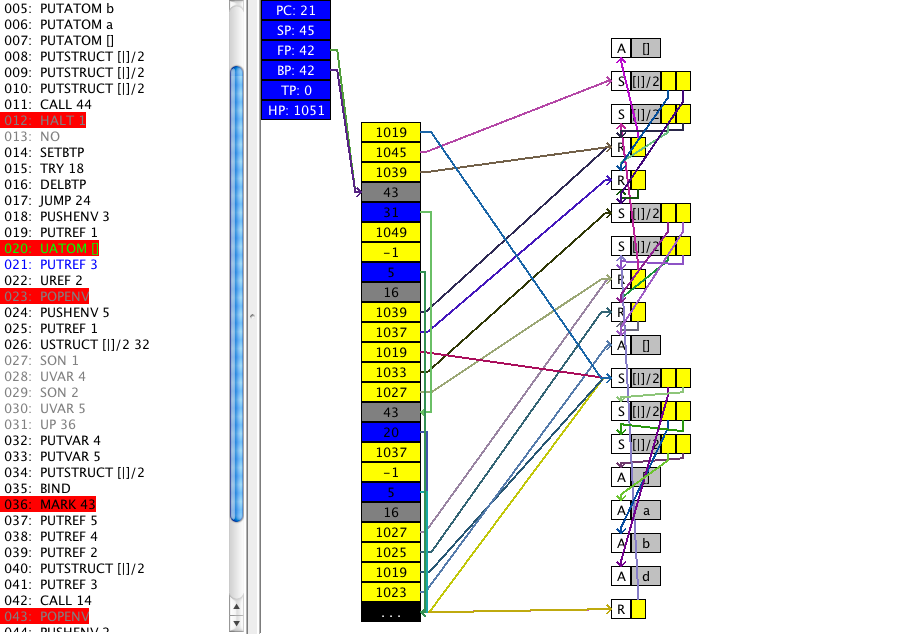 005: PUTATOM b
006: PUTATOM a
007: PUTATOM []
008: PUTSTRUCT [|]/2
009: PUTSTRUCT [|]/2
010: PUTSTRUCT [|]/2
011: CALL 44
012: HALT 1
013: NO
014: SETBTP
015: TRY 18
016: DELBTP
017: JUMP 24
018: PUSHENV 3
019: PUTREF 1
020: UATOM []
021: PUTREF 3
022: UREF 2
023: POPENV
024: PUSHENV 5
025: PUTREF 1
026: USTRUCT [|]/2 32
027: SON 1
028: UVAR 4
029: SON 2
030: UVAR 5
031: UP 36
032: PUTVAR 4
033: PUTVAR 5
034: PUTSTRUCT [|]/2
035: BIND
036: MARK 43
037: PUTREF 5
038: PUTREF 4
039: PUTREF 2
040: PUTSTRUCT [|]/2
041: PUTREF 3
042: CALL 14
043: POPENV
044: PUSHENV 2
PC: 21
SP: 45
FP: 42
BP: 42
TP: 0
HP: 1051
1019
1045
1039
43
31
1049
-1
5
16
1039
1037
1019
1033
1027
43
20
1037
-1
5
16
1027
1025
1019
1023
...
A []
S [|]/2
S [|]/2
R
R
S [|]/2
S [|]/2
R
R
A []
S [|]/2
S [|]/2
S [|]/2
A []
A a
A b
A d
R